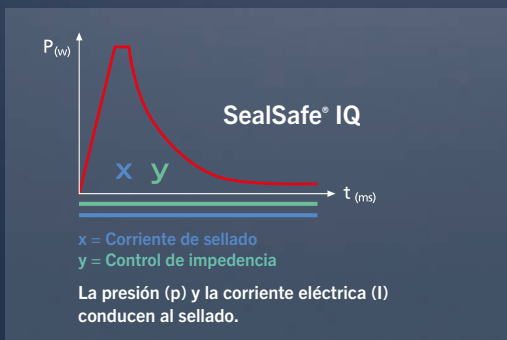 P(w)
SealSafe® IQ
x y
t (ms)
x = Corriente de sellado
y = Control de impedencia
La presión (p) y la corriente eléctrica (I)
conducen al sellado.